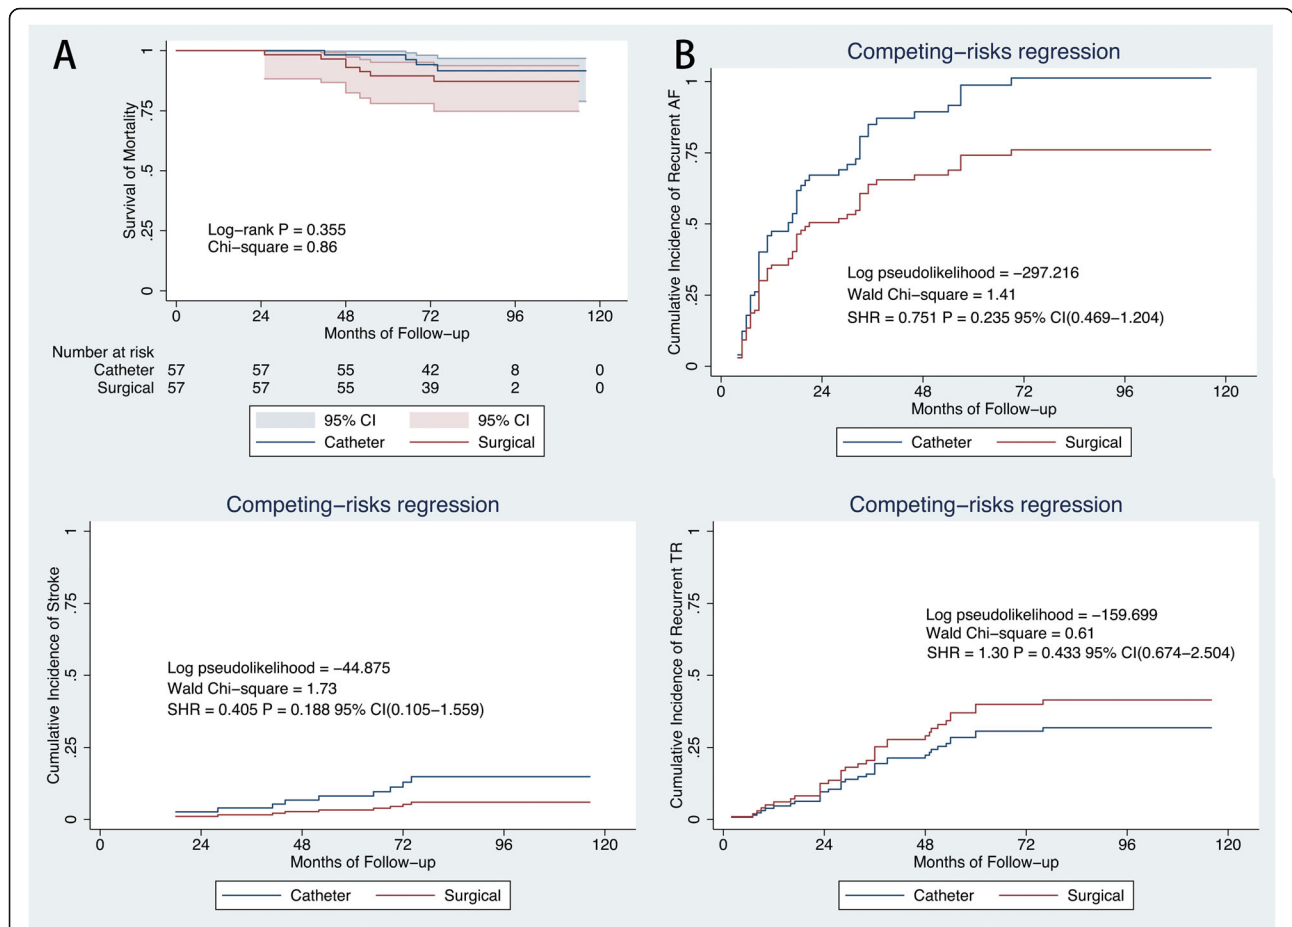 A
1
.75
.5
.25
0
Survival of Mortality
Log-rank P = 0.355
Chi-square = 0.86
0 24 48 72 96 120
Months of Follow-up
Number at risk
Catheter 57 57 55 42 8 0
Surgical 57 57 55 39 2 0
95% CI 95% CI
Catheter Surgical
B
Competing-risks regression
1
.75
.5
.25
0
Cumulative Incidence of Recurrent AF
Log pseudolikelihood = -297.216
Wald Chi-square = 1.41
SHR = 0.751 P = 0.235 95% CI(0.469-1.204)
0 24 48 72 96 120
Months of Follow-up
Catheter Surgical
Competing-risks regression
1
.75
.5
.25
0
Cumulative Incidence of Stroke
Log pseudolikelihood = -44.875
Wald Chi-square = 1.73
SHR = 0.405 P = 0.188 95% CI(0.105-1.559)
0 24 48 72 96 120
Months of Follow-up
Catheter Surgical
Competing-risks regression
1
.75
.5
.25
0
Cumulative Incidence of Recurrent TR
Log pseudolikelihood = -159.699
Wald Chi-square = 0.61
SHR = 1.30 P = 0.433 95% CI(0.674-2.504)
0 24 48 72 96 120
Months of Follow-up
Catheter Surgical